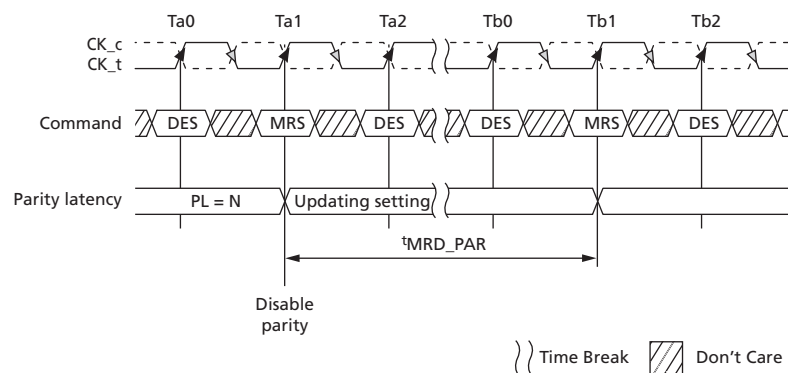 Ta0 Ta1 Ta2 Tb0 Tb1 Tb2
CK_c
CK_t
Command DES MRS DES DES MRS DES
Parity latency PL = N Updating setting
tMRD_PAR
Disable
parity
Time Break Don't Care